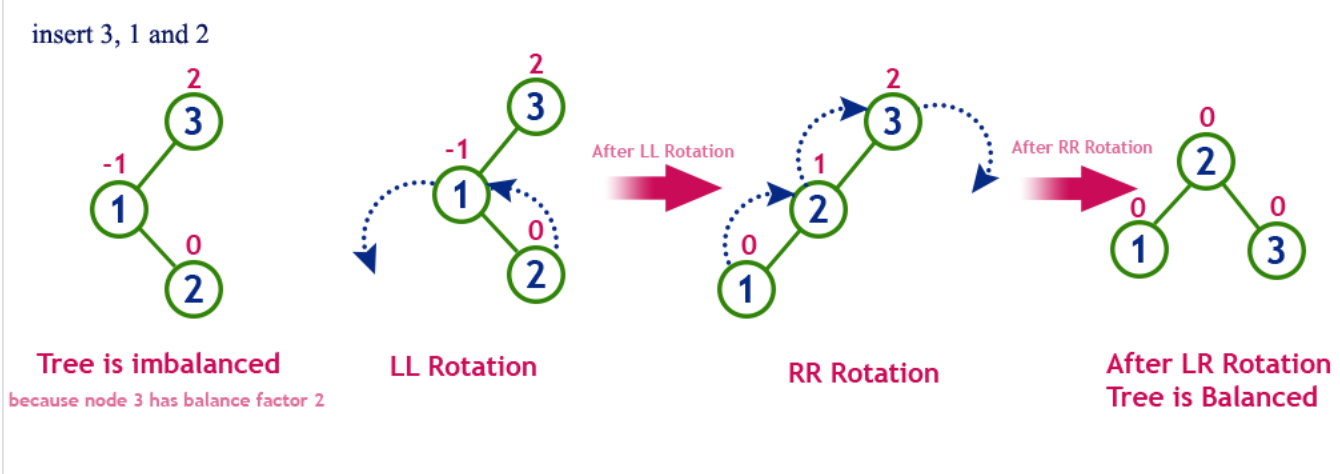 insert 3, 1 and 2
2
3
-1
1
0
2
Tree is imbalanced
because node 3 has balance factor 2
2
3
-1
1
0
2
LL Rotation
After LL Rotation
2
3
1
2
0
1
RR Rotation
After RR Rotation
0
2
0
1
0
3
After LR Rotation
Tree is Balanced